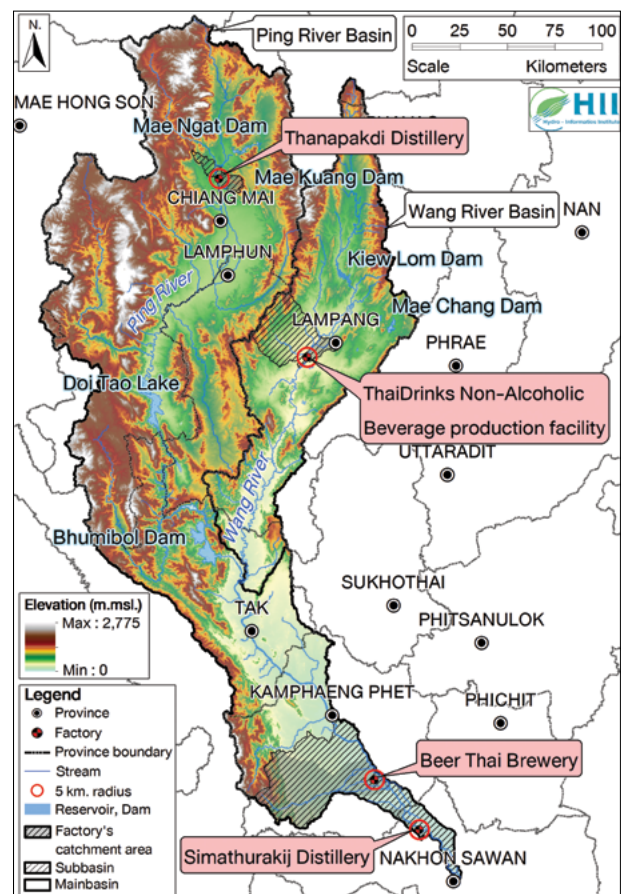 N.
Ping River Basin
0 25 50 75 100
Scale Kilometers
MAE HONG SON
HII
Hydro - Informatics Institute
Mae Ngat Dam
Thanapakdi Distillery
Mae Kuang Dam
CHIANG MAI
Wang River Basin
NAN
LAMPHUN
Kiew Lom Dam
Ping River
Mae Chang Dam
LAMPANG
PHRAE
Doi Tao Lake
ThaiDrinks Non-Alcoholic
Beverage production facility
UTTARADIT
Wang River
Bhumibol Dam
SUKHOTHAI
Elevation (m.msl.)
Max : 2,775
Min : 0
TAK
PHITSANULOK
KAMPHAENG PHET
PHICHIT
Legend
Province
Factory
Province boundary
Stream
5 km. radius
Reservoir, Dam
Factory's
catchment area
Subbasin
Mainbasin
Beer Thai Brewery
Simathurakij Distillery
NAKHON SAWAN